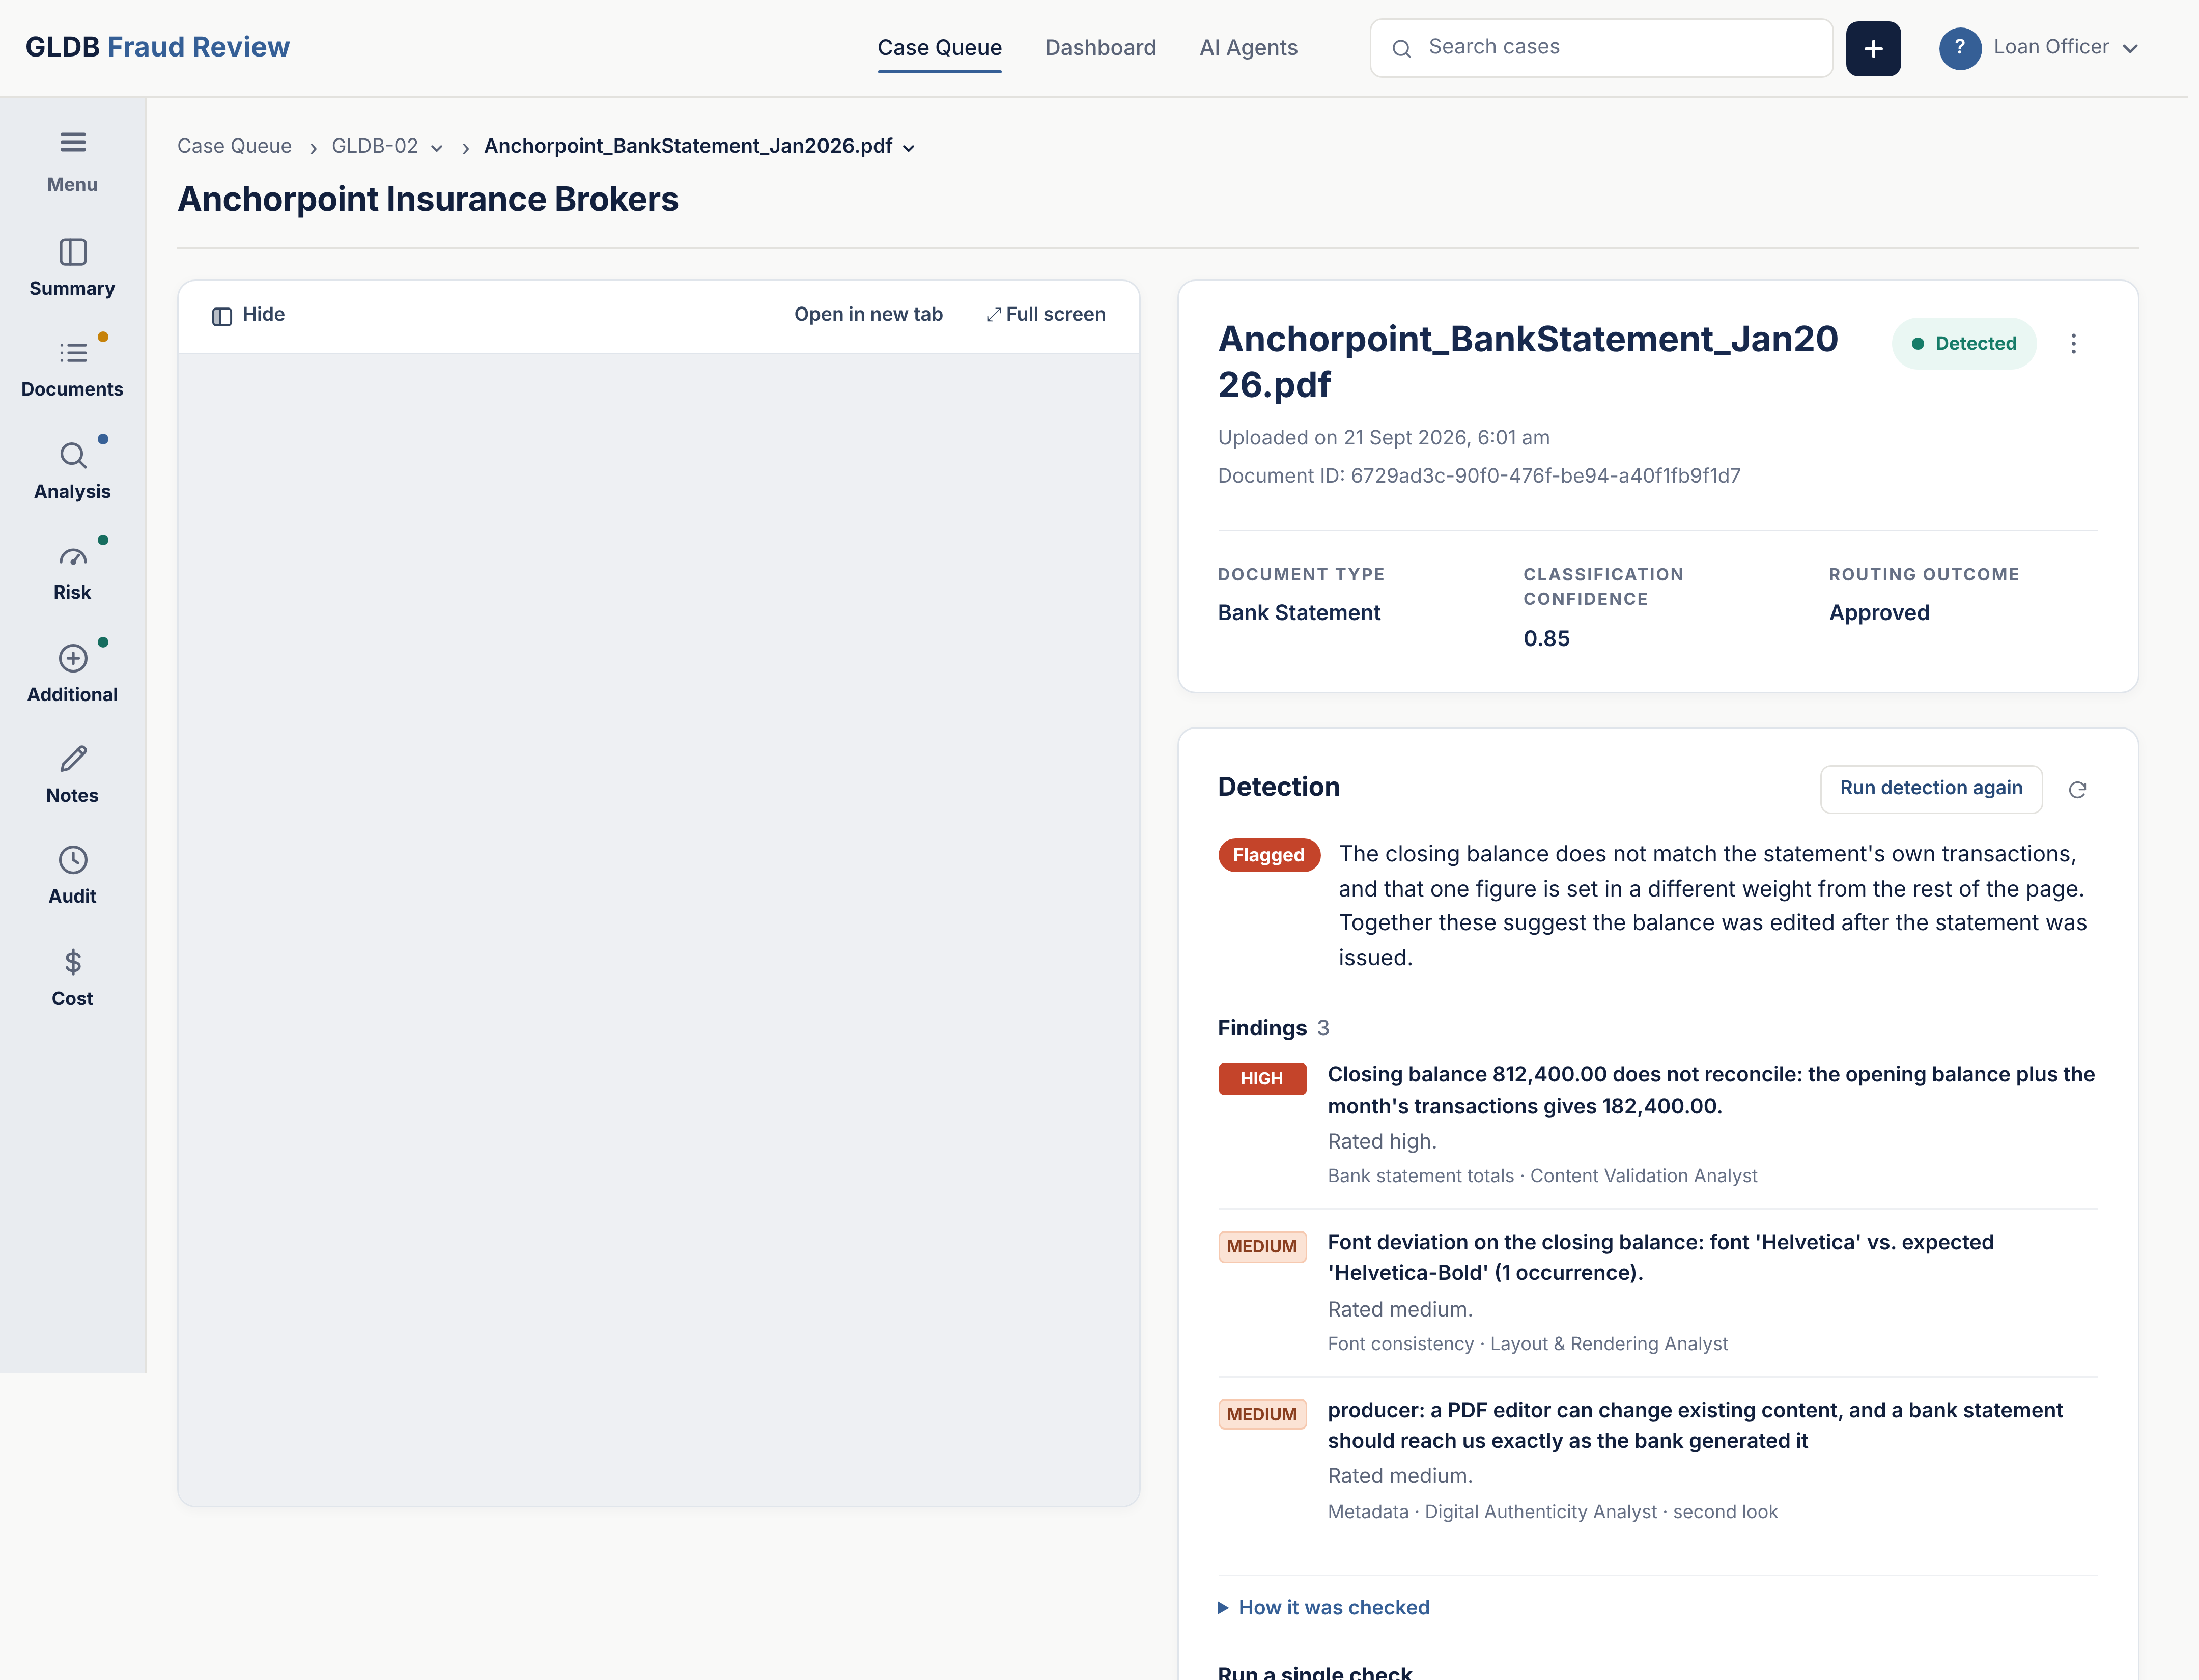 GLDB Fraud Review
Case Queue
Dashboard
AI Agents
Search cases
+
?
Loan Officer
Menu
Summary
Documents
Analysis
Risk
Additional
Notes
Audit
$
Cost
Case Queue › GLDB-02 › Anchorpoint_BankStatement_Jan2026.pdf
Anchorpoint Insurance Brokers
Hide
Open in new tab
Full screen
Anchorpoint_BankStatement_Jan20
26.pdf
Detected
Uploaded on 21 Sept 2026, 6:01 am
Document ID: 6729ad3c-90f0-476f-be94-a40f1fb9f1d7
DOCUMENT TYPE
Bank Statement
CLASSIFICATION
CONFIDENCE
0.85
ROUTING OUTCOME
Approved
Detection
Run detection again
Flagged
The closing balance does not match the statement's own transactions,
and that one figure is set in a different weight from the rest of the page.
Together these suggest the balance was edited after the statement was
issued.
Findings 3
HIGH
Closing balance 812,400.00 does not reconcile: the opening balance plus the
month's transactions gives 182,400.00.
Rated high.
Bank statement totals · Content Validation Analyst
MEDIUM
Font deviation on the closing balance: font 'Helvetica' vs. expected
'Helvetica-Bold' (1 occurrence).
Rated medium.
Font consistency · Layout & Rendering Analyst
MEDIUM
producer: a PDF editor can change existing content, and a bank statement
should reach us exactly as the bank generated it
Rated medium.
Metadata · Digital Authenticity Analyst · second look
How it was checked
Run a single check